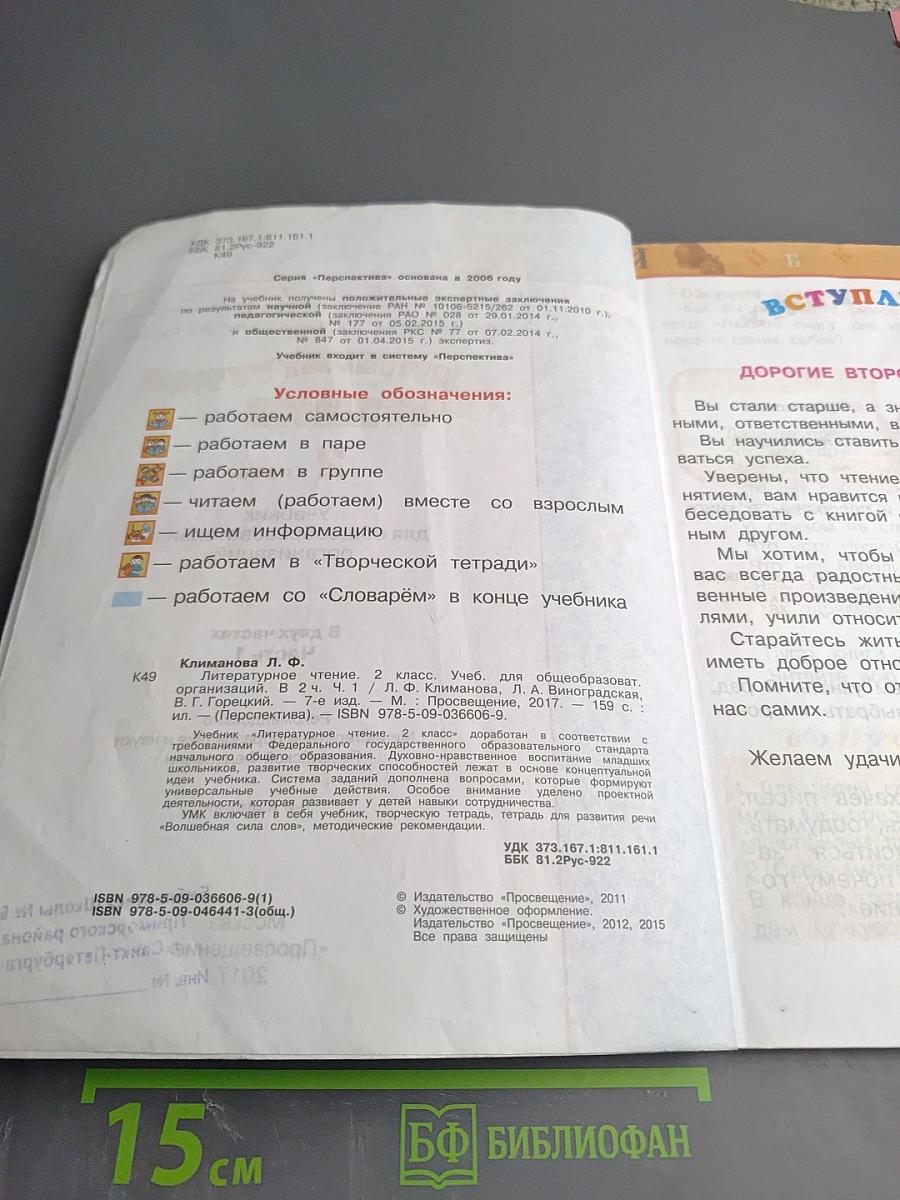 УДК 373.167.1:811.161.1
ББК 81.2Рус-922
К49
Серия «Перспектива» основана в 2006 году
На учебник получены положительные экспертные заключения
по результатам научной (заключение РАН № 10106-5215/262 от 01.11.2010 г.),
педагогической (заключения РАО № 028 от 29.01.2014 г.,
№ 177 от 05.02.2015 г.)
и общественной (заключения РКС № 77 от 07.02.2014 г.,
№ 847 от 01.04.2015 г.) экспертиз.
Учебник входит в систему «Перспектива»
Условные обозначения:
— работаем самостоятельно
— работаем в паре
— работаем в группе
— читаем (работаем) вместе со взрослым
— ищем информацию
— работаем в «Творческой тетради»
— работаем со «Словарём» в конце учебника
Климанова Л. Ф.
К49 Литературное чтение. 2 класс. Учеб. для общеобразоват.
организаций. В 2 ч. Ч. 1 / Л. Ф. Климанова, Л. А. Виноградская,
В. Г. Горецкий. — 7-е изд. — М. : Просвещение, 2017. — 159 с. :
ил. — (Перспектива). — ISBN 978-5-09-036606-9.
Учебник «Литературное чтение. 2 класс» доработан в соответствии с
требованиями Федерального государственного образовательного стандарта
начального общего образования. Духовно-нравственное воспитание младших
школьников, развитие творческих способностей лежат в основе концептуальной
идеи учебника. Система заданий дополнена вопросами, которые формируют
универсальные учебные действия. Особое внимание уделено проектной
деятельности, которая развивает у детей навыки сотрудничества.
УМК включает в себя учебник, творческую тетрадь, тетрадь для развития речи
«Волшебная сила слов», методические рекомендации.
УДК 373.167.1:811.161.1
ББК 81.2Рус-922
ISBN 978-5-09-036606-9(1)
ISBN 978-5-09-046441-3(общ.)
© Издательство «Просвещение», 2011
© Художественное оформление.
Издательство «Просвещение», 2012, 2015
Все права защищены
ВСТУПА
ДОРОГИЕ ВТОРО
Вы стали старше, а зн
ными, ответственными, в
Вы научились ставить
ваться успеха.
Уверены, что чтение
нятием, вам нравится
беседовать с книгой
ным другом.
Мы хотим, чтобы
вас всегда радостны
венные произведени
лями, учили относит
Старайтесь жить
иметь доброе отно
Помните, что от
нас самих.
Желаем удачи
15 см
БФ БИБЛИОФАН